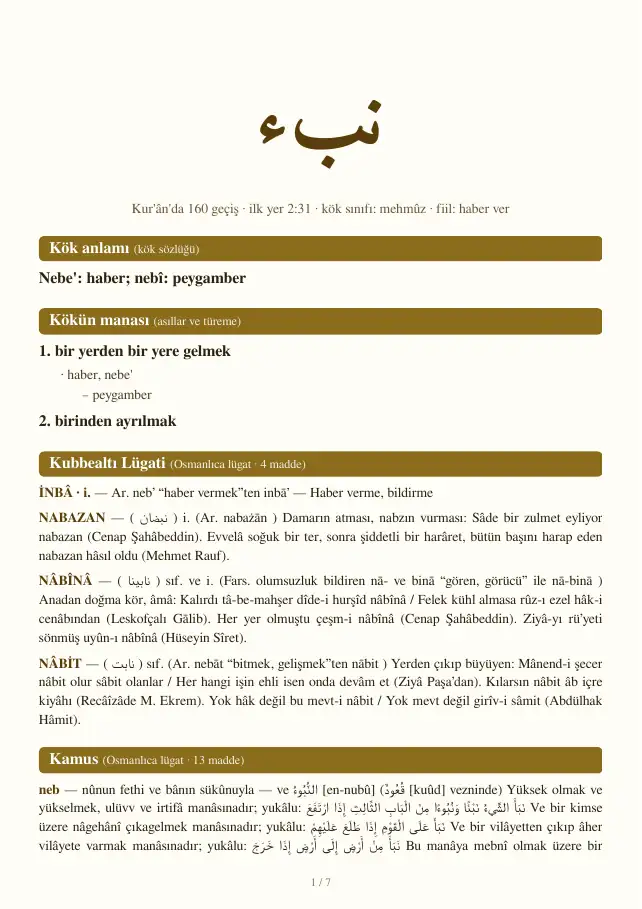 نبء
Kur'ân'da 160 geçiş · ilk yer 2:31 · kök sınıfı: mehmûz · fiil: haber ver
Kök anlamı (kök sözlüğü)
Nebe': haber; nebî: peygamber
Kökün manası (asıllar ve türeme)
1. bir yerden bir yere gelmek
· haber, nebe'
– peygamber
2. birinden ayrılmak
Kubbealtı Lügati (Osmanlıca lügat · 4 madde)
İNBÂ · i. — Ar. neb’ “haber vermek”ten inbā’ — Haber verme, bildirme
NABAZAN — ( نبضان ) i. (Ar. nabażān ) Damarın atması, nabzın vurması: Sâde bir zulmet eyliyor
nabazan (Cenap Şahâbeddin). Evvelâ soğuk bir ter, sonra şiddetli bir harâret, bütün başını harap eden
nabazan hâsıl oldu (Mehmet Rauf).
NÂBÎNÂ — ( نابينا ) sıf. ve i. (Fars. olumsuzluk bildiren nā- ve binā “gören, görücü” ile nā-binā )
Anadan doğma kör, âmâ: Kalırdı tâ-be-mahşer dîde-i hurşîd nâbînâ / Felek kühl almasa rûz-ı ezel hâk-i
cenâbından (Leskofçalı Gālib). Her yer olmuştu çeşm-i nâbînâ (Cenap Şahâbeddin). Ziyâ-yı rü’yeti
sönmüş uyûn-ı nâbînâ (Hüseyin Sîret).
NÂBİT — ( نابت ) sıf. (Ar. nebāt “bitmek, gelişmek”ten nābit ) Yerden çıkıp büyüyen: Mânend-i şecer
nâbit olur sâbit olanlar / Her hangi işin ehli isen onda devâm et (Ziyâ Paşa’dan). Kılarsın nâbit âb içre
kiyâhı (Recâîzâde M. Ekrem). Yok hâk değil bu mevt-i nâbit / Yok mevt değil girîv-i sâmit (Abdülhak
Hâmit).
Kamus (Osmanlıca lügat · 13 madde)
neb — nûnun fethi ve bânın sükûnuyla — ve النُّبُوءُ [en-nubû] (قُعُودٌ [kuûd] vezninde) Yüksek olmak ve
yükselmek, ulüvv ve irtifâ manâsınadır; yukâlu: نَبَأَ الشَّيْءُ نَبْئًا وَنُبُوءًا مِنَ الْبَابِ الثَّالِثِ إِذَا ارْتَفَعَ Ve bir kimse
üzere nâgehânî çıkagelmek manâsınadır; yukâlu: نَبَأَ عَلَى الْقَوْمِ إِذَا طَلَعَ عَلَيْهِمْ Ve bir vilâyetten çıkıp âher
vilâyete varmak manâsınadır; yukâlu: نَبَأَ مِنْ أَرْضٍ إِلَى أَرْضٍ إِذَا خَرَجَ Bu manâya mebnî olmak üzere bir
1 / 7